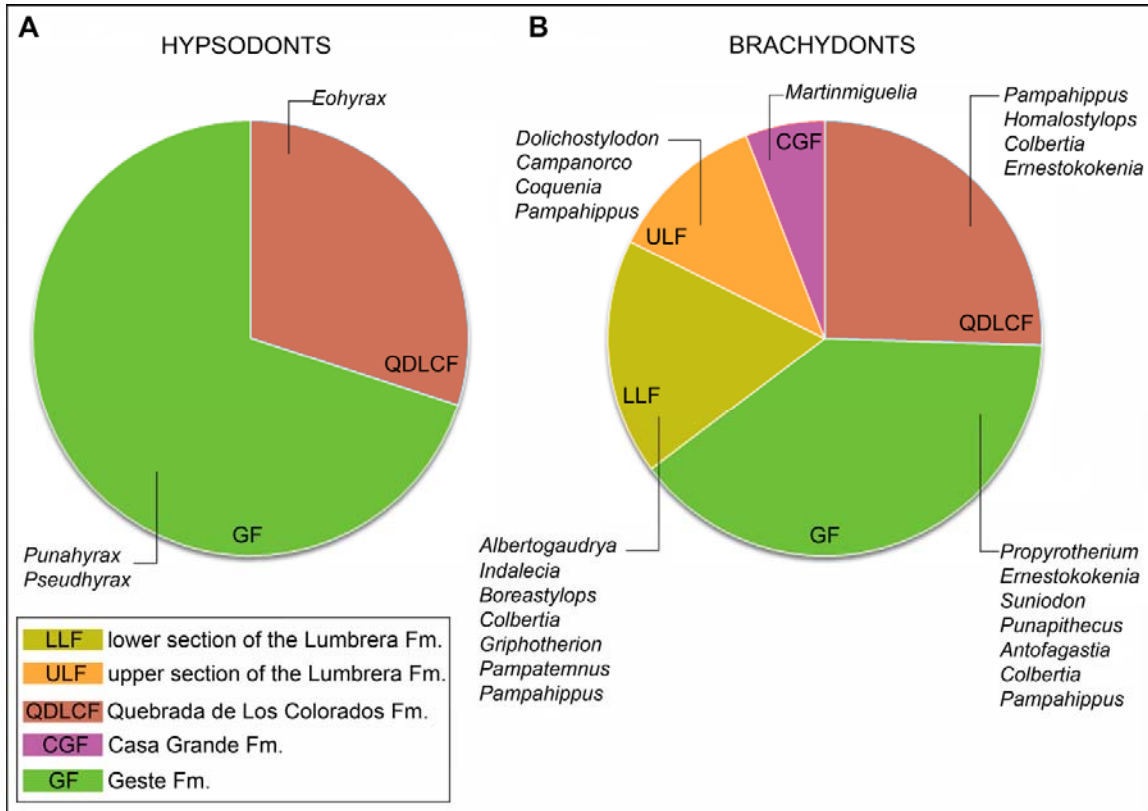 A
HYPSODONTS
Eohyrax
QDLCF
GF
Punahyrax
Pseudhyrax
B
BRACHYDONTS
Martinmiguelia
Pampahippus
Homalostylops
Colbertia
Ernestokokenia
Dolichostylodon
Campanorco
Coquenia
Pampahippus
CGF
ULF
QDLCF
LLF
GF
Albertogaudrya
Indalecia
Boreastylops
Colbertia
Griphotherion
Pampatemnus
Pampahippus
Propyrotherium
Ernestokokenia
Suniodon
Punapithecus
Antofagastia
Colbertia
Pampahippus
LLF lower section of the Lumbrera Fm.
ULF upper section of the Lumbrera Fm.
QDLCF Quebrada de Los Colorados Fm.
CGF Casa Grande Fm.
GF Geste Fm.